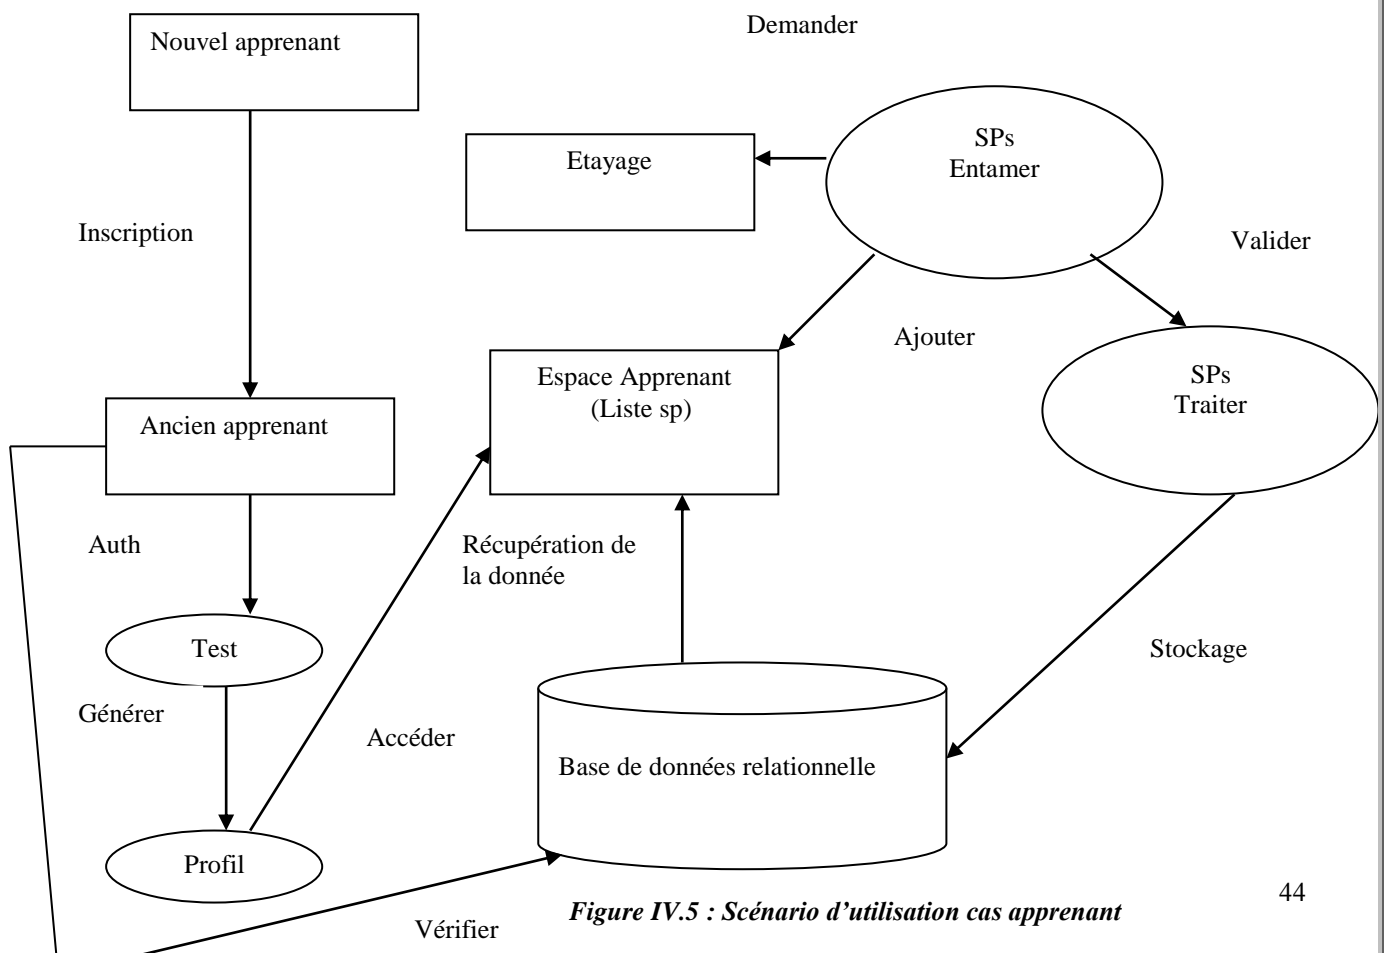 Demander
Nouvel apprenant
SPs
Entamer
Etayage
Inscription
Valider
Ajouter
Espace Apprenant
(Liste sp)
SPs
Traiter
Ancien apprenant
Auth
Récupération de
la donnée
Test
Stockage
Générer
Accéder
Base de données relationnelle
Profil
44
Figure IV.5 : Scénario d’utilisation cas apprenant
Vérifier